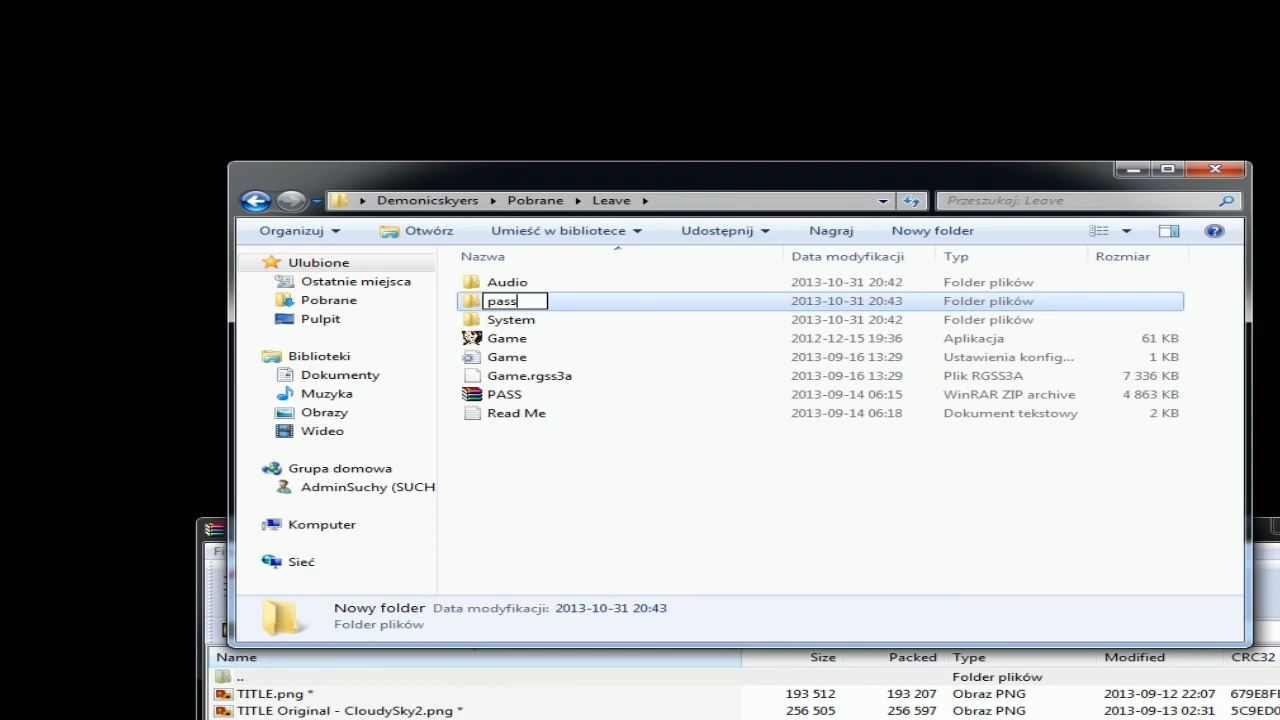 Demonicskyers Pobrane Leave Przeszukaj: Leave
Organizuj Otwórz Umieść w bibliotece Udostępnij Nagraj Nowy folder
Nazwa Data modyfikacji Typ Rozmiar
Ulubione
Ostatnie miejsca
Pobrane
Pulpit
Biblioteki
Dokumenty
Muzyka
Obrazy
Wideo
Grupa domowa
AdminSuchy (SUCH
Komputer
Sieć
Audio 2013-10-31 20:42 Folder plików
pass 2013-10-31 20:43 Folder plików
System 2013-10-31 20:42 Folder plików
Game 2012-12-15 19:36 Aplikacja 61 KB
Game 2013-09-16 13:29 Ustawienia konfig... 1 KB
Game.rgss3a 2013-09-16 13:29 Plik RGSS3A 7 336 KB
PASS 2013-09-14 06:15 WinRAR ZIP archive 4 863 KB
Read Me 2013-09-14 06:18 Dokument tekstowy 2 KB
Nowy folder Data modyfikacji: 2013-10-31 20:43
Folder plików
Name Size Packed Type Modified CRC32
.. Folder plików
TITLE.png * 193 512 193 207 Obraz PNG 2013-09-12 22:07
TITLE Original - CloudySky2.png * 256 505 256 597 Obraz PNG 2013-09-13 02:31